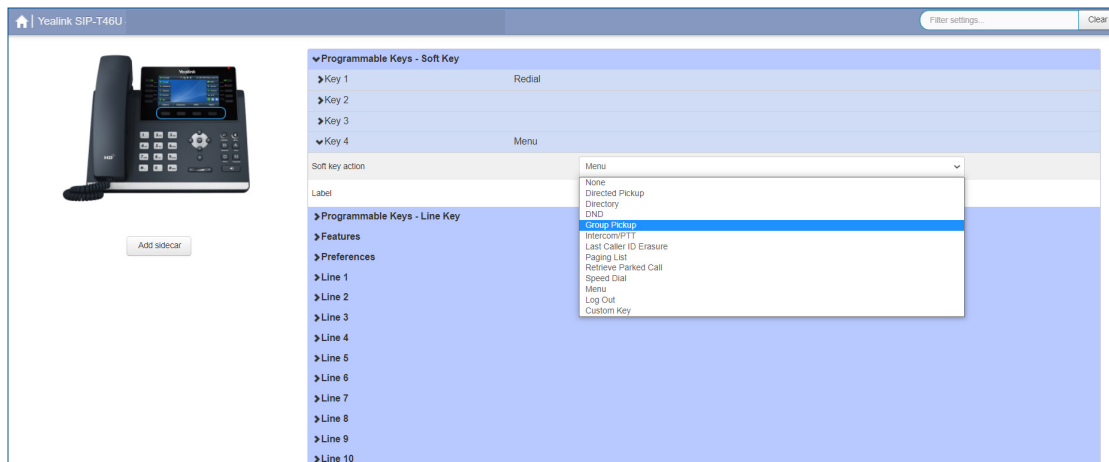 Yealink SIP-T46U
Filter settings...
Clear
Programmable Keys - Soft Key
Key 1 Redial
Key 2
Key 3
Key 4 Menu
Soft key action Menu
Label
None
Directed Pickup
Directory
DND
Group Pickup
Intercom/PTT
Last Caller ID Erasure
Paging List
Retrieve Parked Call
Speed Dial
Menu
Log Out
Custom Key
Programmable Keys - Line Key
Features
Preferences
Line 1
Line 2
Line 3
Line 4
Line 5
Line 6
Line 7
Line 8
Line 9
Line 10
Yealink
Add sidecar